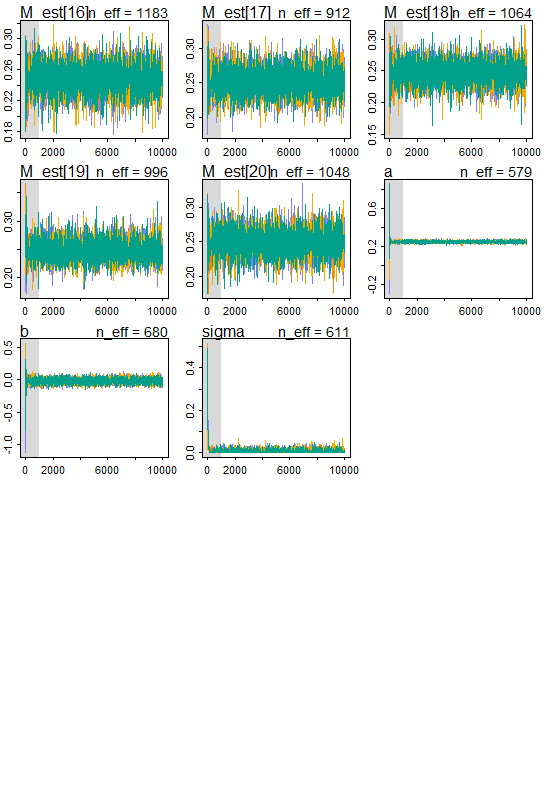 M_est[16] n_eff = 1183
M_est[17] n_eff = 912
M_est[18] n_eff = 1064
0.18 0.22 0.26 0.30
0 2000 6000 10000
0.20 0.25 0.30
0 2000 6000 10000
0.15 0.20 0.25 0.30
0 2000 6000 10000
M_est[19] n_eff = 996
M_est[20] n_eff = 1048
a n_eff = 579
0.20 0.30
0 2000 6000 10000
0.20 0.25 0.30
0 2000 6000 10000
-0.2 0.2 0.6
0 2000 6000 10000
b n_eff = 680
sigma n_eff = 611
-1.0 -0.5 0.0 0.5
0 2000 6000 10000
0.0 0.2 0.4
0 2000 6000 10000